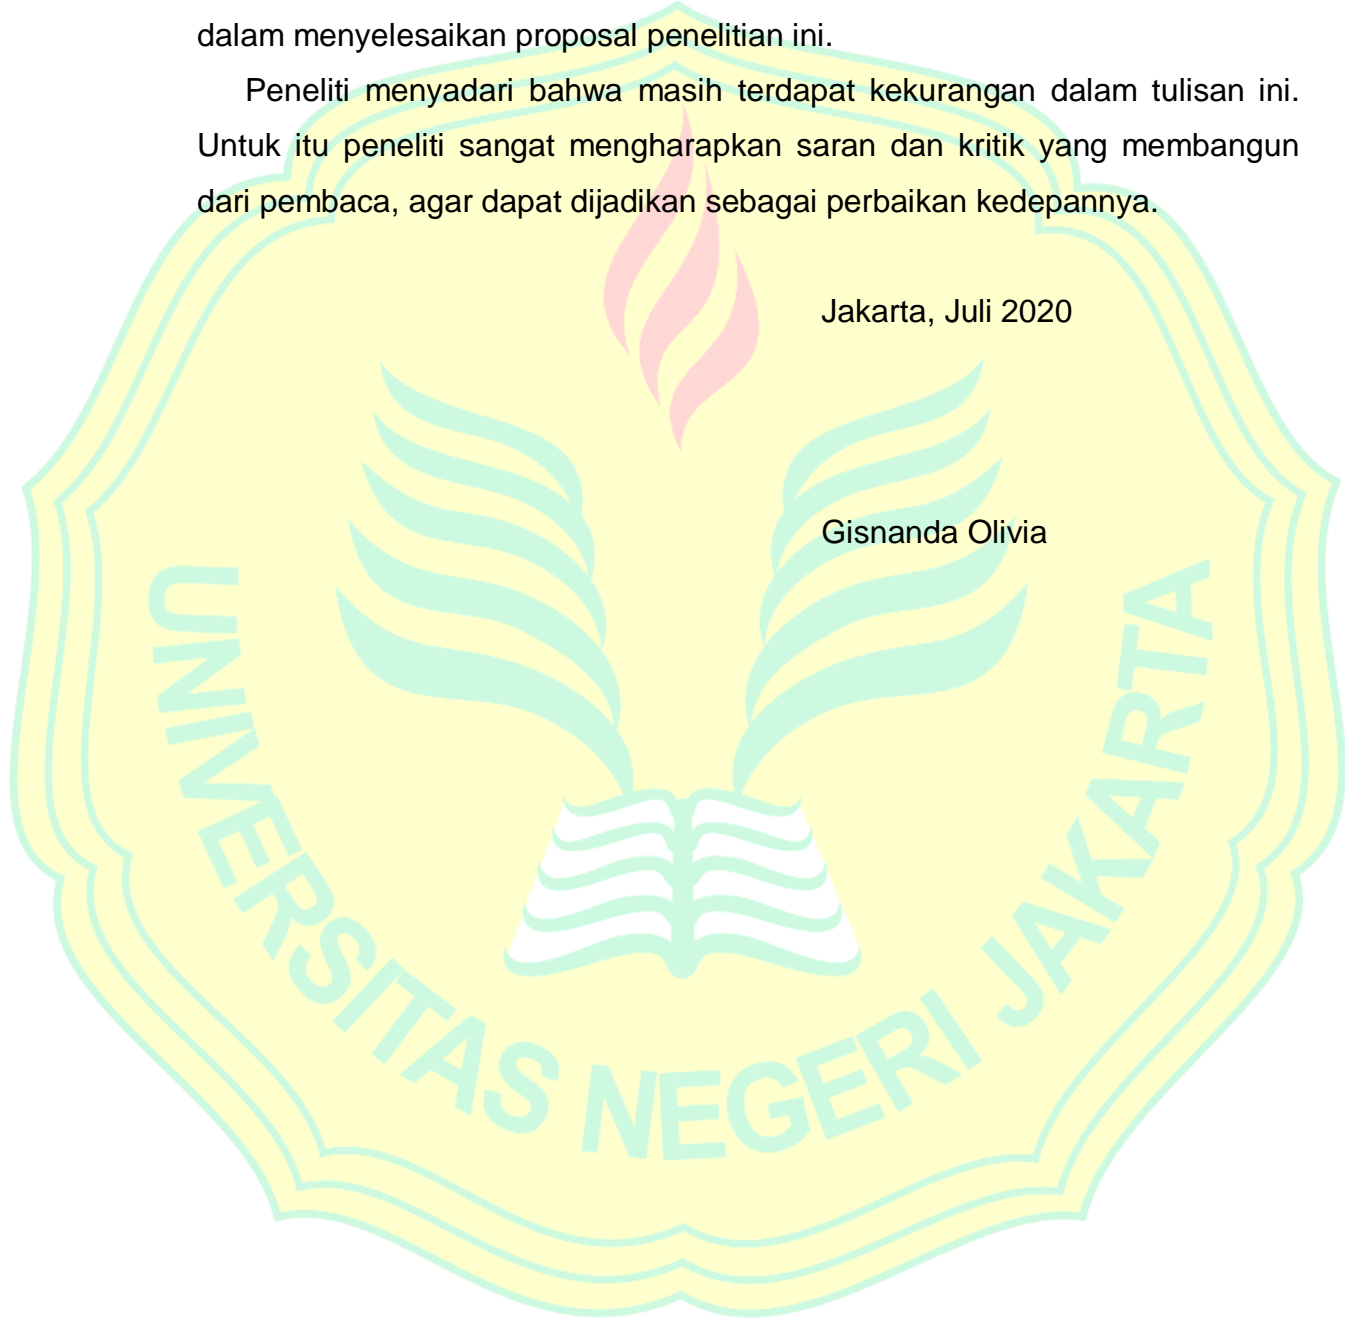 dalam menyelesaikan proposal penelitian ini.
Peneliti menyadari bahwa masih terdapat kekurangan dalam tulisan ini.
Untuk itu peneliti sangat mengharapkan saran dan kritik yang membangun
dari pembaca, agar dapat dijadikan sebagai perbaikan kedepannya.
Jakarta, Juli 2020
Gisnanda Olivia
UNIVERSITAS NEGERI JAKARTA